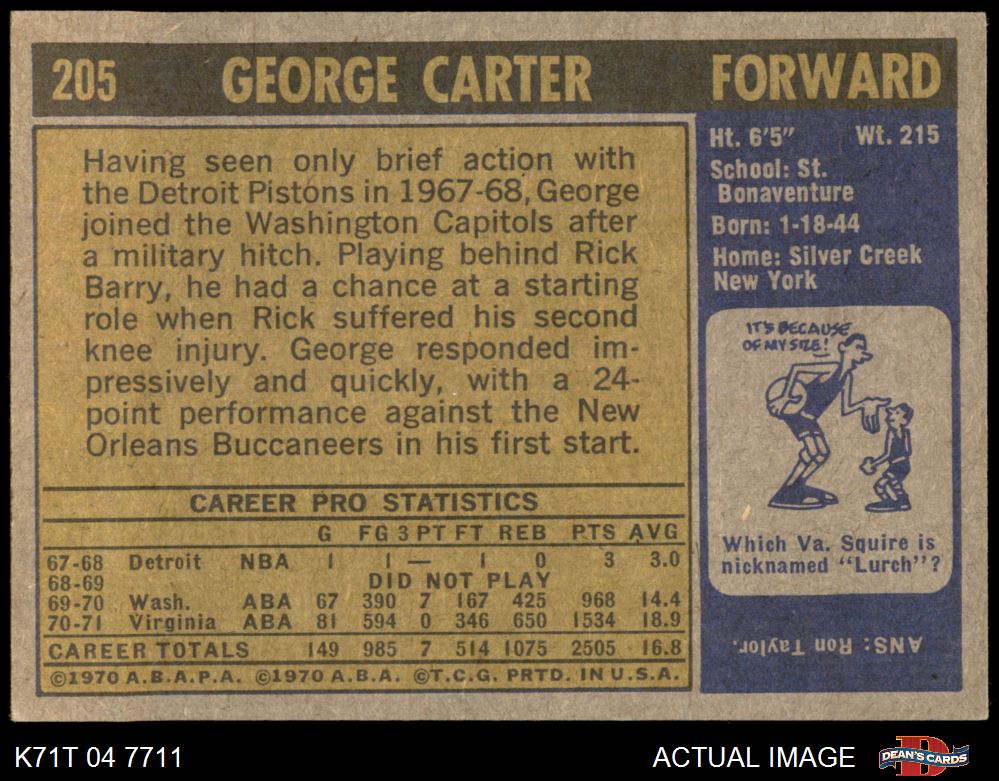 205 GEORGE CARTER FORWARD
Having seen only brief action with
the Detroit Pistons in 1967-68, George
joined the Washington Capitols after
a military hitch. Playing behind Rick
Barry, he had a chance at a starting
role when Rick suffered his second
knee injury. George responded im-
pressively and quickly, with a 24-
point performance against the New
Orleans Buccaneers in his first start.
CAREER PRO STATISTICS
G FG 3 PT FT REB PTS AVG
67-68 Detroit NBA 1 1 — 1 0 3 3.0
68-69 DID NOT PLAY
69-70 Wash. ABA 67 390 7 167 425 968 14.4
70-71 Virginia ABA 81 594 0 346 650 1534 18.9
CAREER TOTALS 149 985 7 514 1075 2505 16.8
©1970 A.B.A.P.A. ©1970 A.B.A. ©T.C.G. PRTD. IN U.S.A.
Ht. 6'5" Wt. 215
School: St.
Bonaventure
Born: 1-18-44
Home: Silver Creek
New York
IT'S BECAUSE
OF MY SIZE!
Which Va. Squire is
nicknamed "Lurch"?
ANS: Ron Taylor.
K71T 04 7711 ACTUAL IMAGE DEAN'S CARDS